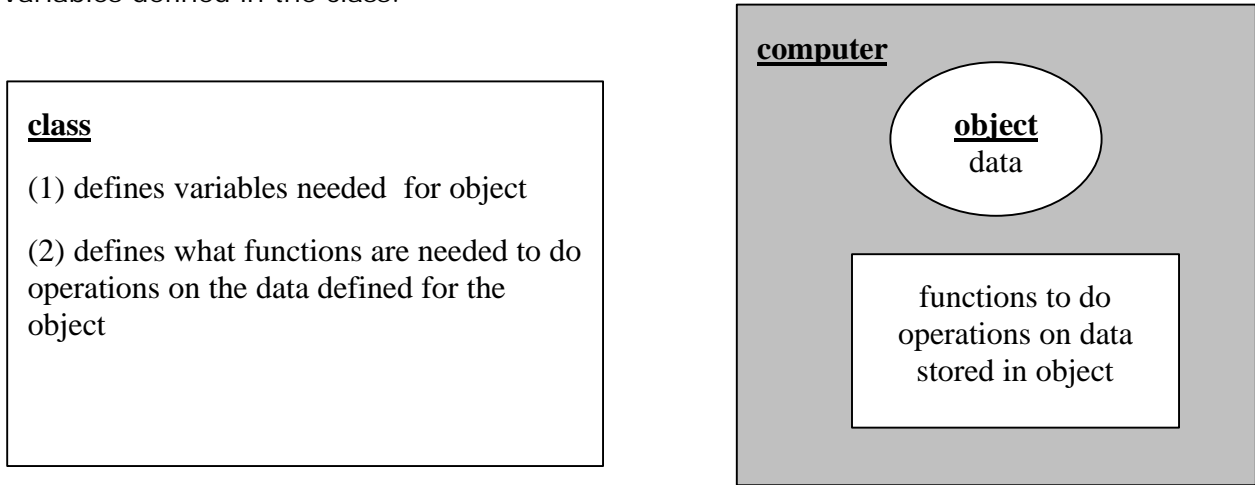 variables defined in the class.
class
(1) defines variables needed for object
(2) defines what functions are needed to do
operations on the data defined for the
object
computer
object
data
functions to do
operations on data
stored in object